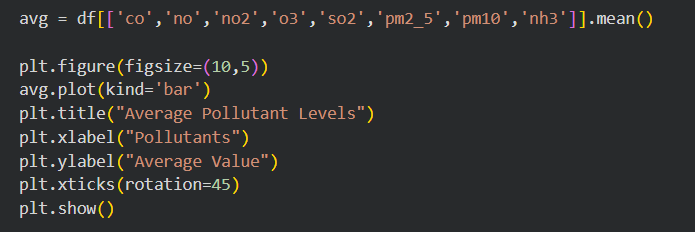 avg = df[['co','no','no2','o3','so2','pm2_5','pm10','nh3']].mean()
plt.figure(figsize=(10,5))
avg.plot(kind='bar')
plt.title("Average Pollutant Levels")
plt.xlabel("Pollutants")
plt.ylabel("Average Value")
plt.xticks(rotation=45)
plt.show()